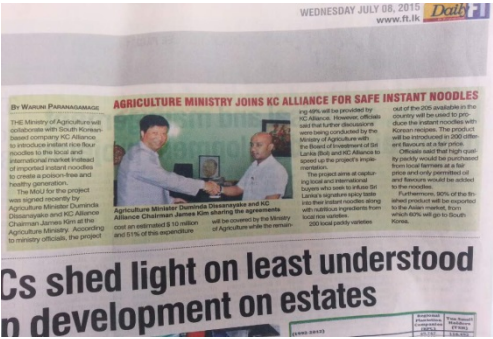 WEDNESDAY JULY 08, 2015 Daily FT
www.ft.lk
AGRICULTURE MINISTRY JOINS KC ALLIANCE FOR SAFE INSTANT NOODLES
BY WARUNI PARANAGAMAGE
THE Ministry of Agriculture will
collaborate with South Korean-
based company KC Alliance
to introduce instant rice flour
noodles to the local and
international market instead
of imported instant noodles
to create a poison-free and
healthy generation.
The MoU for the project
was signed recently by
Agriculture Minister Duminda
Dissanayake and KC Alliance
Chairman James Kim at the
Agriculture Ministry. According
to ministry officials, the project
Agriculture Minister Duminda Dissanayake and KC
Alliance Chairman James Kim sharing the agreements
cost an estimated $ 10 million
and 51% of this expenditure
will be covered by the Ministry
of Agriculture while the remain-
ing 49% will be provided by
KC Alliance. However, officials
said that further discussions
were being conducted by the
Ministry of Agriculture with
the Board of Investment of Sri
Lanka (BoI) and KC Alliance to
speed up the project's imple-
mentation.
The project aims at captur-
ing local and international
buyers who seek to infuse Sri
Lanka's signature spicy taste
into their instant noodles along
with nutritious ingredients from
local rice varieties.
200 local paddy varieties
out of the 205 available in the
country will be used to pro-
duce the instant noodles with
Korean recipes. The product
will be introduced in 200 differ-
ent flavours at a fair price
Officials said that high qual-
ity paddy would be purchased
from local farmers at a fair
price and only permitted oil
and flavours would be added
to the noodles.
Furthermore, 90% of the fin-
ished product will be exported
to the Asian market, from
which 60% will go to South
Korea.
Cs shed light on least understood
p development on estates
Regional
Plantation
Companies
(RPC)
Tea Small
Holders
(TSH)